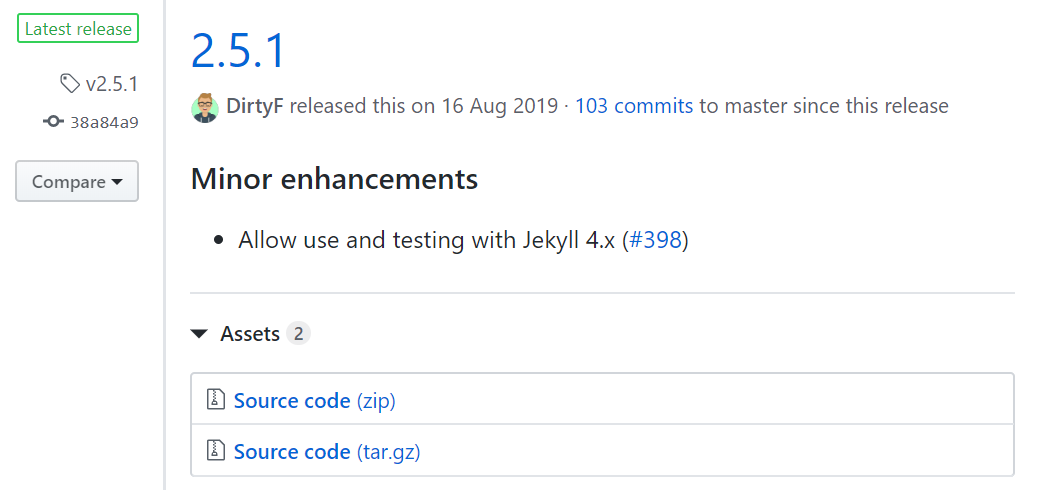 Latest release
v2.5.1
38a84a9
Compare
2.5.1
DirtyF released this on 16 Aug 2019 · 103 commits to master since this release
Minor enhancements
• Allow use and testing with Jekyll 4.x (#398)
Assets 2
Source code (zip)
Source code (tar.gz)